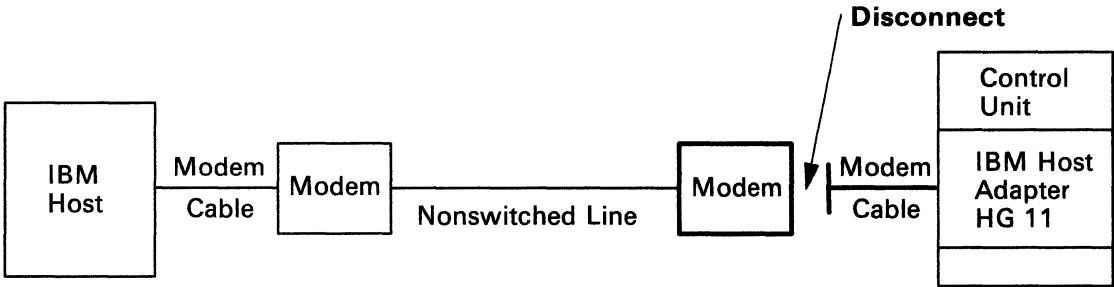 Disconnect
Control
Unit
IBM
Host
Modem
Cable
Modem
Nonswitched Line
Modem
Modem
Cable
IBM Host
Adapter
HG 11